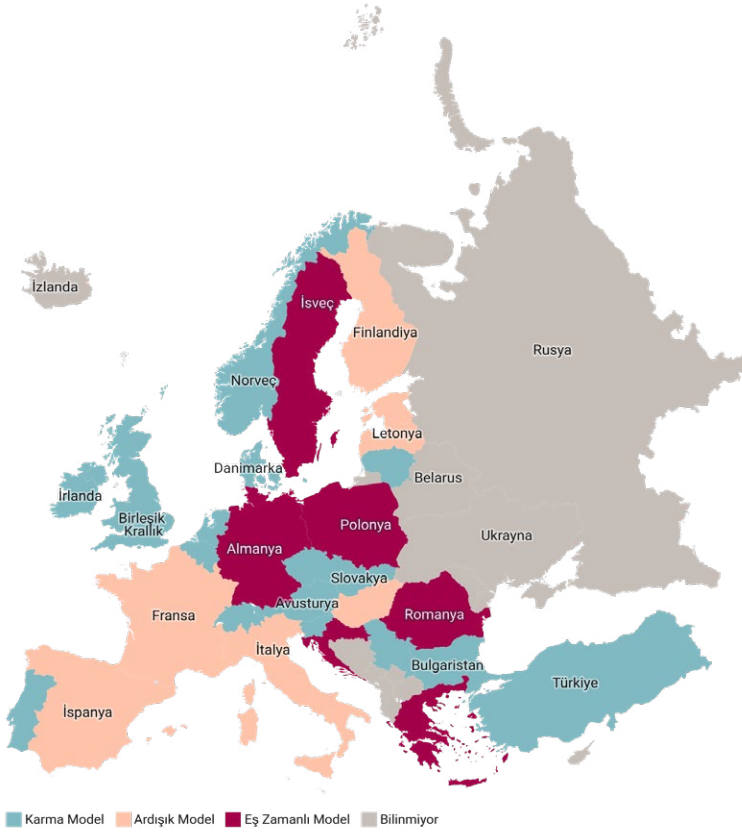 İzlanda
İsveç
Finlandiya
Rusya
Norveç
Letonya
Danimarka
Belarus
İrlanda
Birleşik
Krallık
Polonya
Ukrayna
Almanya
Slovakya
Avusturya
Fransa
Romanya
İtalya
Bulgaristan
Türkiye
İspanya
Karma Model Ardışık Model Eş Zamanlı Model Bilinmiyor